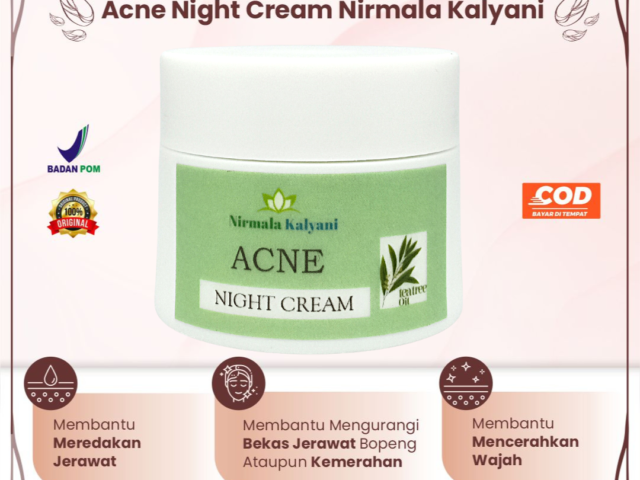 Acne Night Cream Nirmala Kalyani
BADAN POM
100%
ORIGINAL
Nirmala Kalyani
ACNE
NIGHT CREAM
teatree
oil
COD
BAYAR DI TEMPAT
Membantu
Meredakan
Jerawat
Membantu Mengurangi
Bekas Jerawat Bopeng
Ataupun Kemerahan
Membantu
Mencerahkan
Wajah